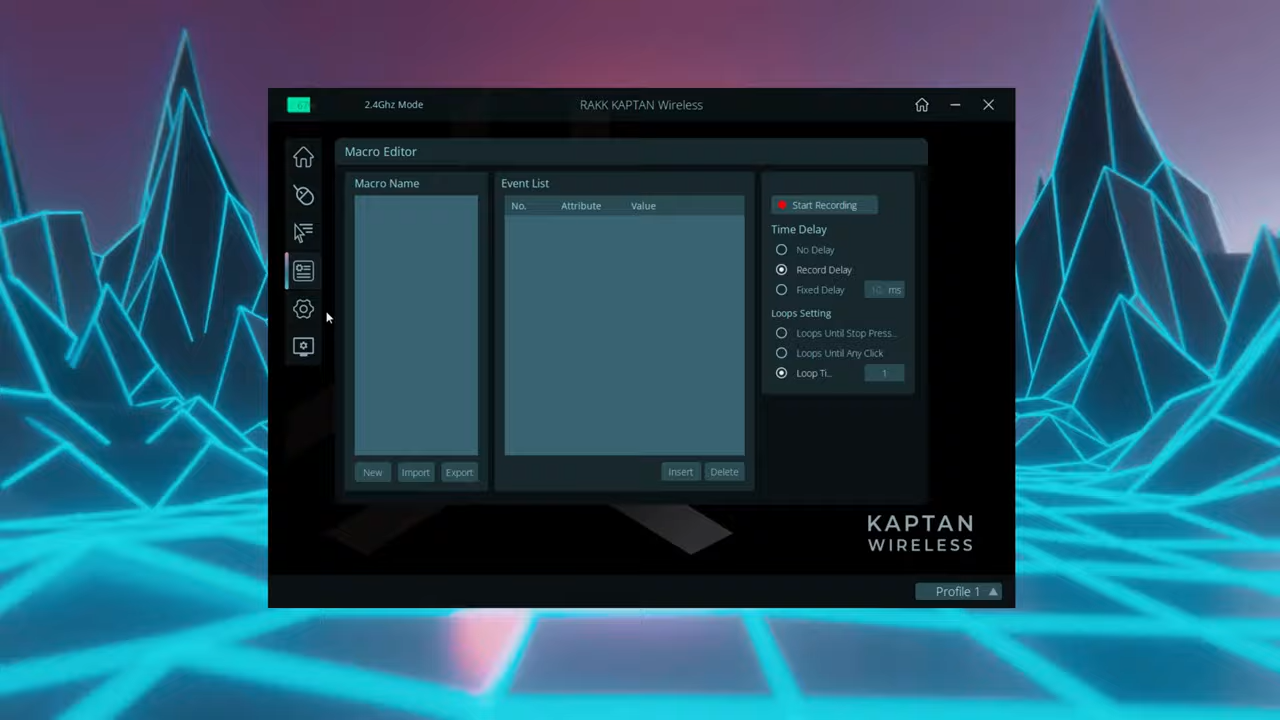 67
2.4Ghz Mode
RAKK KAPTAN Wireless
Macro Editor
Macro Name
Event List
No. Attribute Value
Start Recording
Time Delay
No Delay
Record Delay
Fixed Delay 10 ms
Loops Setting
Loops Until Stop Press...
Loops Until Any Click
Loop Ti... 1
New Import Export
Insert Delete
KAPTAN
WIRELESS
Profile 1